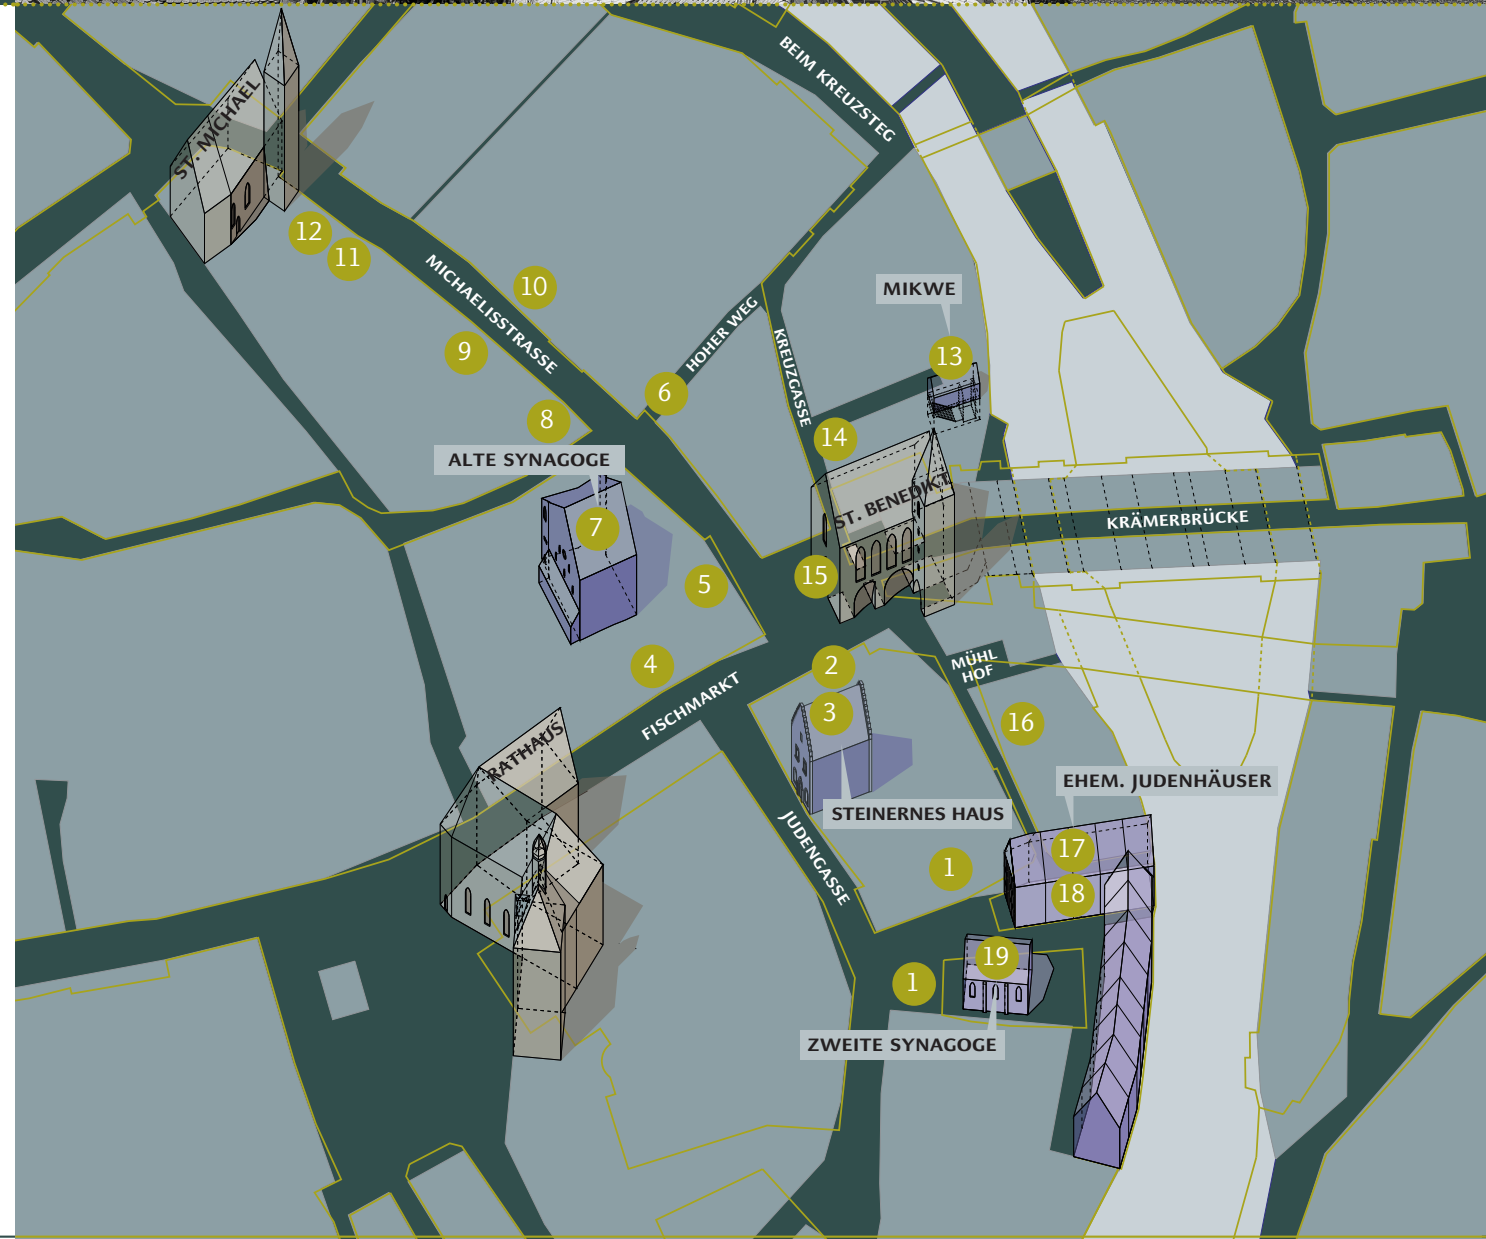 BEIM KREUZSTEG
ST. MICHAEL
12
11
MICHAELISSTRASSE
10
MIKWE
HOHER WEG
KREUZGASSE
13
9
6
8
14
ALTE SYNAGOGE
ST. BENEDIKT
7
KRÄMERBRÜCKE
5
15
4
2
MÜHL
HOF
FISCHMARKT
3
16
RATHAUS
EHEM. JUDENHÄUSER
STEINERNES HAUS
JUDENGASSE
17
1
18
19
1
ZWEITE SYNAGOGE